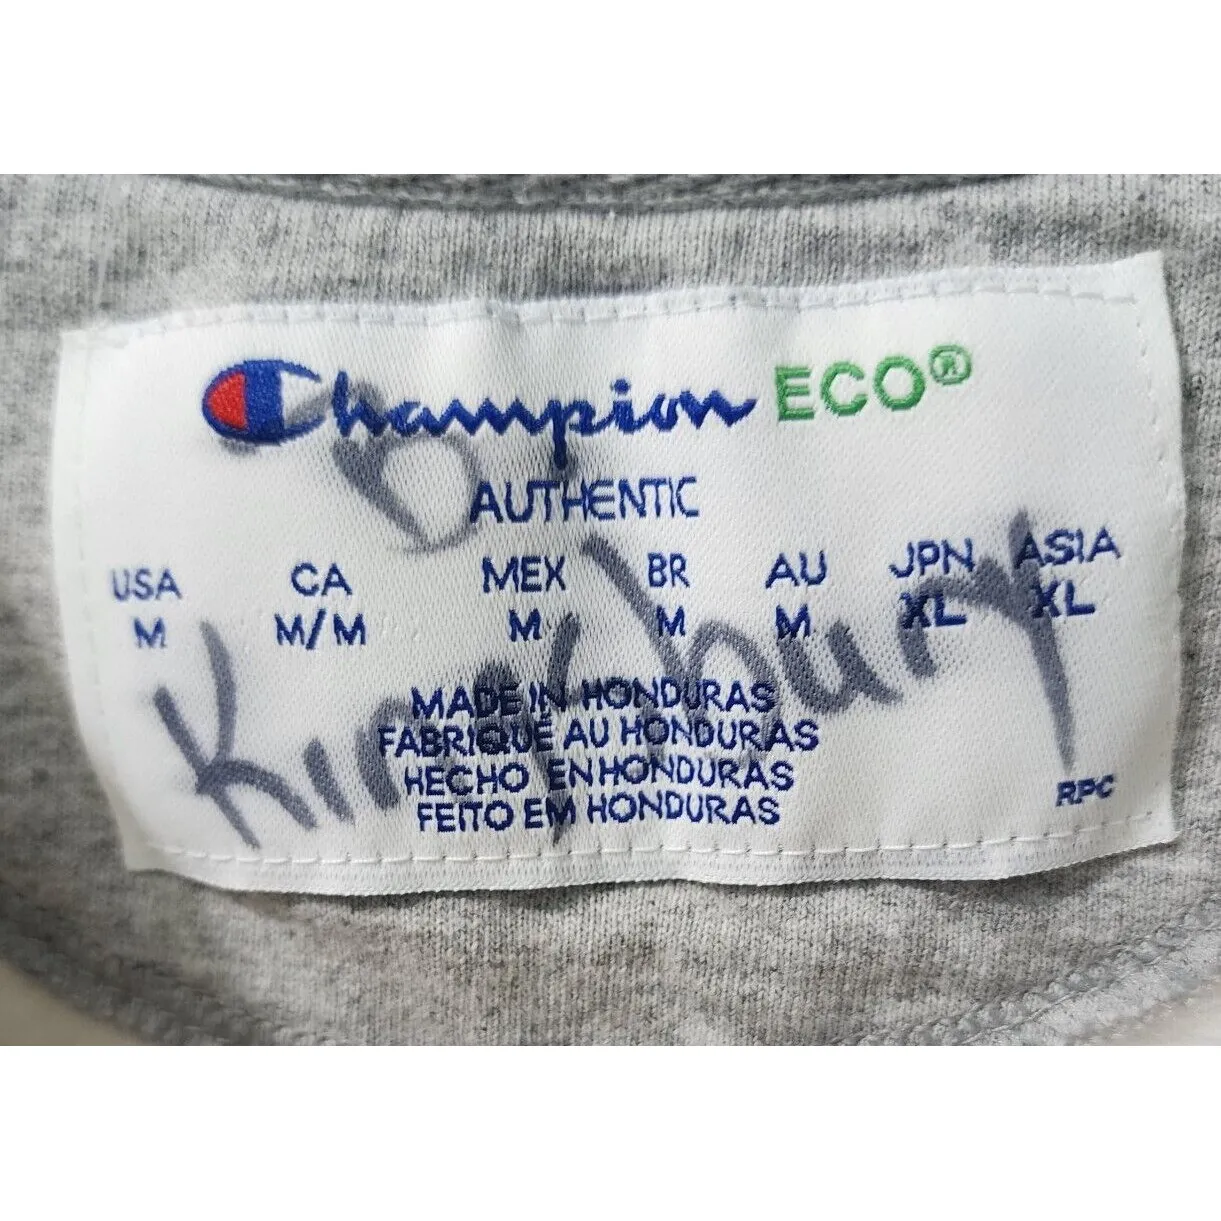 Champion ECO®
AUTHENTIC
USA CA MEX BR AU JPN ASIA
M M/M M M M XL XL
MADE IN HONDURAS
FABRIQUÉ AU HONDURAS
HECHO EN HONDURAS
FEITO EM HONDURAS
RPC